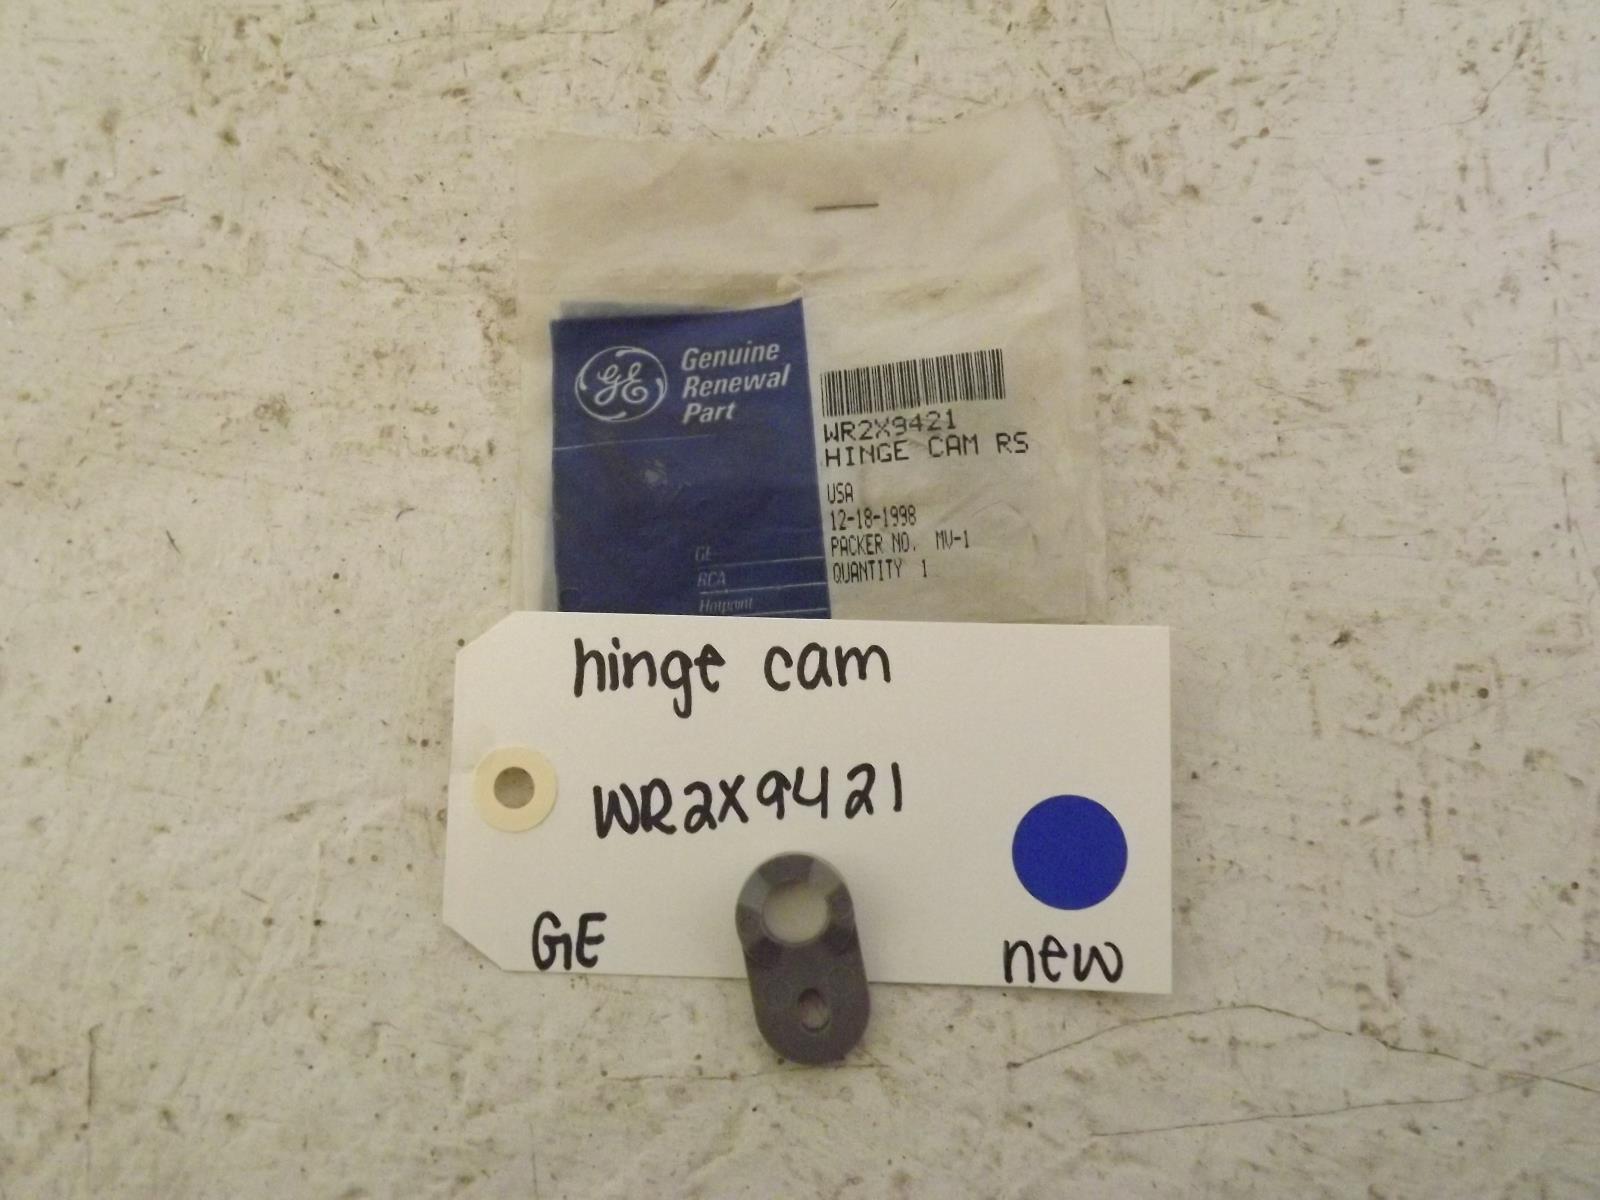 GE
Genuine
Renewal
Part
WR2X9421
HINGE CAM RS
USA
12-18-1998
PACKER NO. MV-1
QUANTITY 1
GE
RCA
Hotpoint
hinge cam
WR2X9421
GE
new